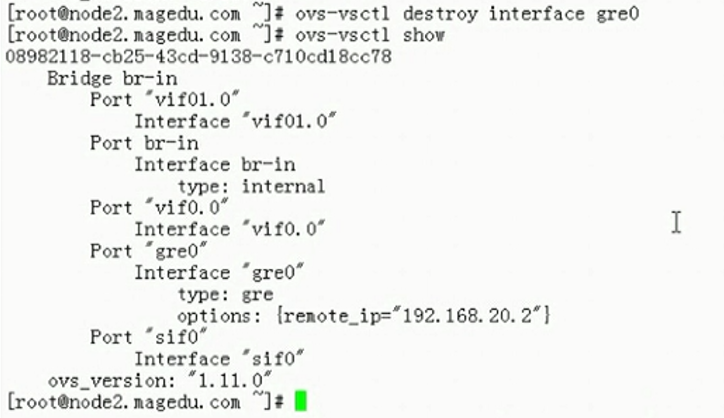 [root@node2.magedu.com ~]# ovs-vsctl destroy interface gre0
[root@node2.magedu.com ~]# ovs-vsctl show
08982118-cb25-43cd-9138-c710cd18cc78
    Bridge br-in
        Port "vif01.0"
            Interface "vif01.0"
        Port br-in
            Interface br-in
                type: internal
        Port "vif0.0"
            Interface "vif0.0"
        Port "gre0"
            Interface "gre0"
                type: gre
                options: {remote_ip="192.168.20.2"}
        Port "sif0"
            Interface "sif0"
    ovs_version: "1.11.0"
[root@node2.magedu.com ~]#